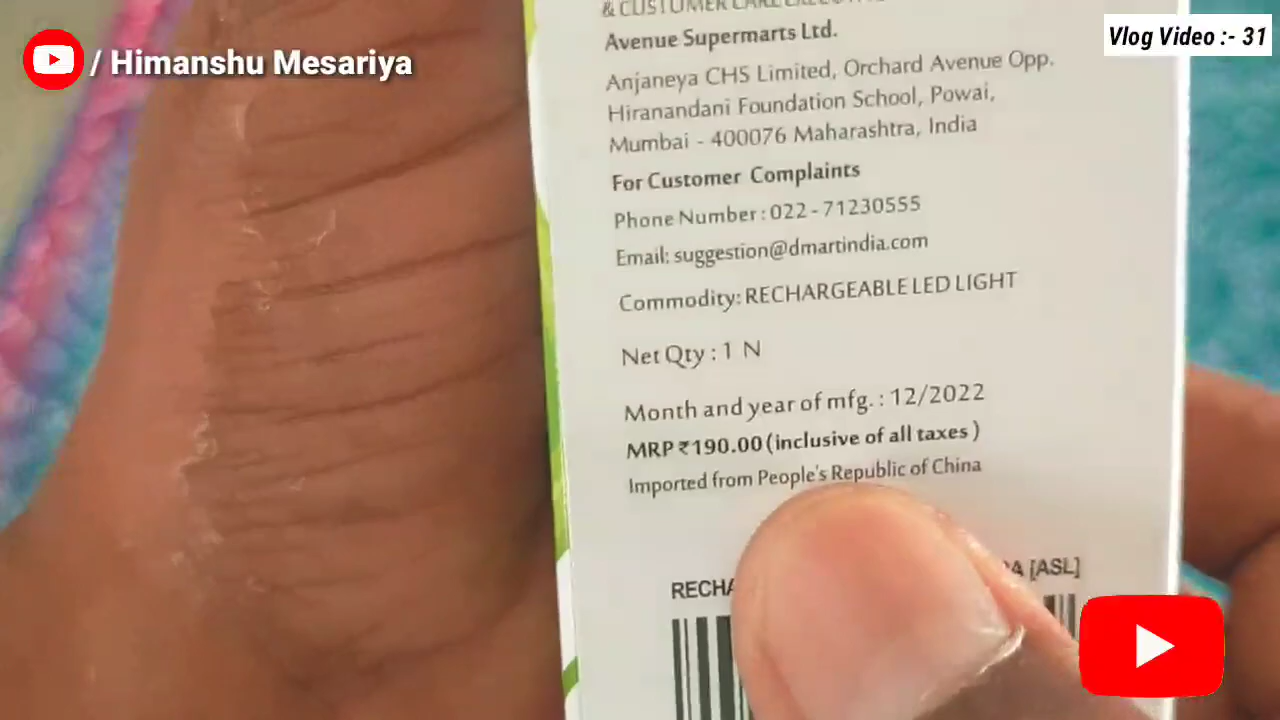 / Himanshu Mesariya
Vlog Video :- 31
& CUSTOMER CARE
Avenue Supermarts Ltd.
Anjaneya CHS Limited, Orchard Avenue Opp.
Hiranandani Foundation School, Powai,
Mumbai - 400076 Maharashtra, India
For Customer Complaints
Phone Number : 022 - 71230555
Email: suggestion@dmartindia.com
Commodity: RECHARGEABLE LED LIGHT
Net Qty : 1 N
Month and year of mfg. : 12/2022
MRP ₹190.00 (inclusive of all taxes )
Imported from People's Republic of China
[ASL]